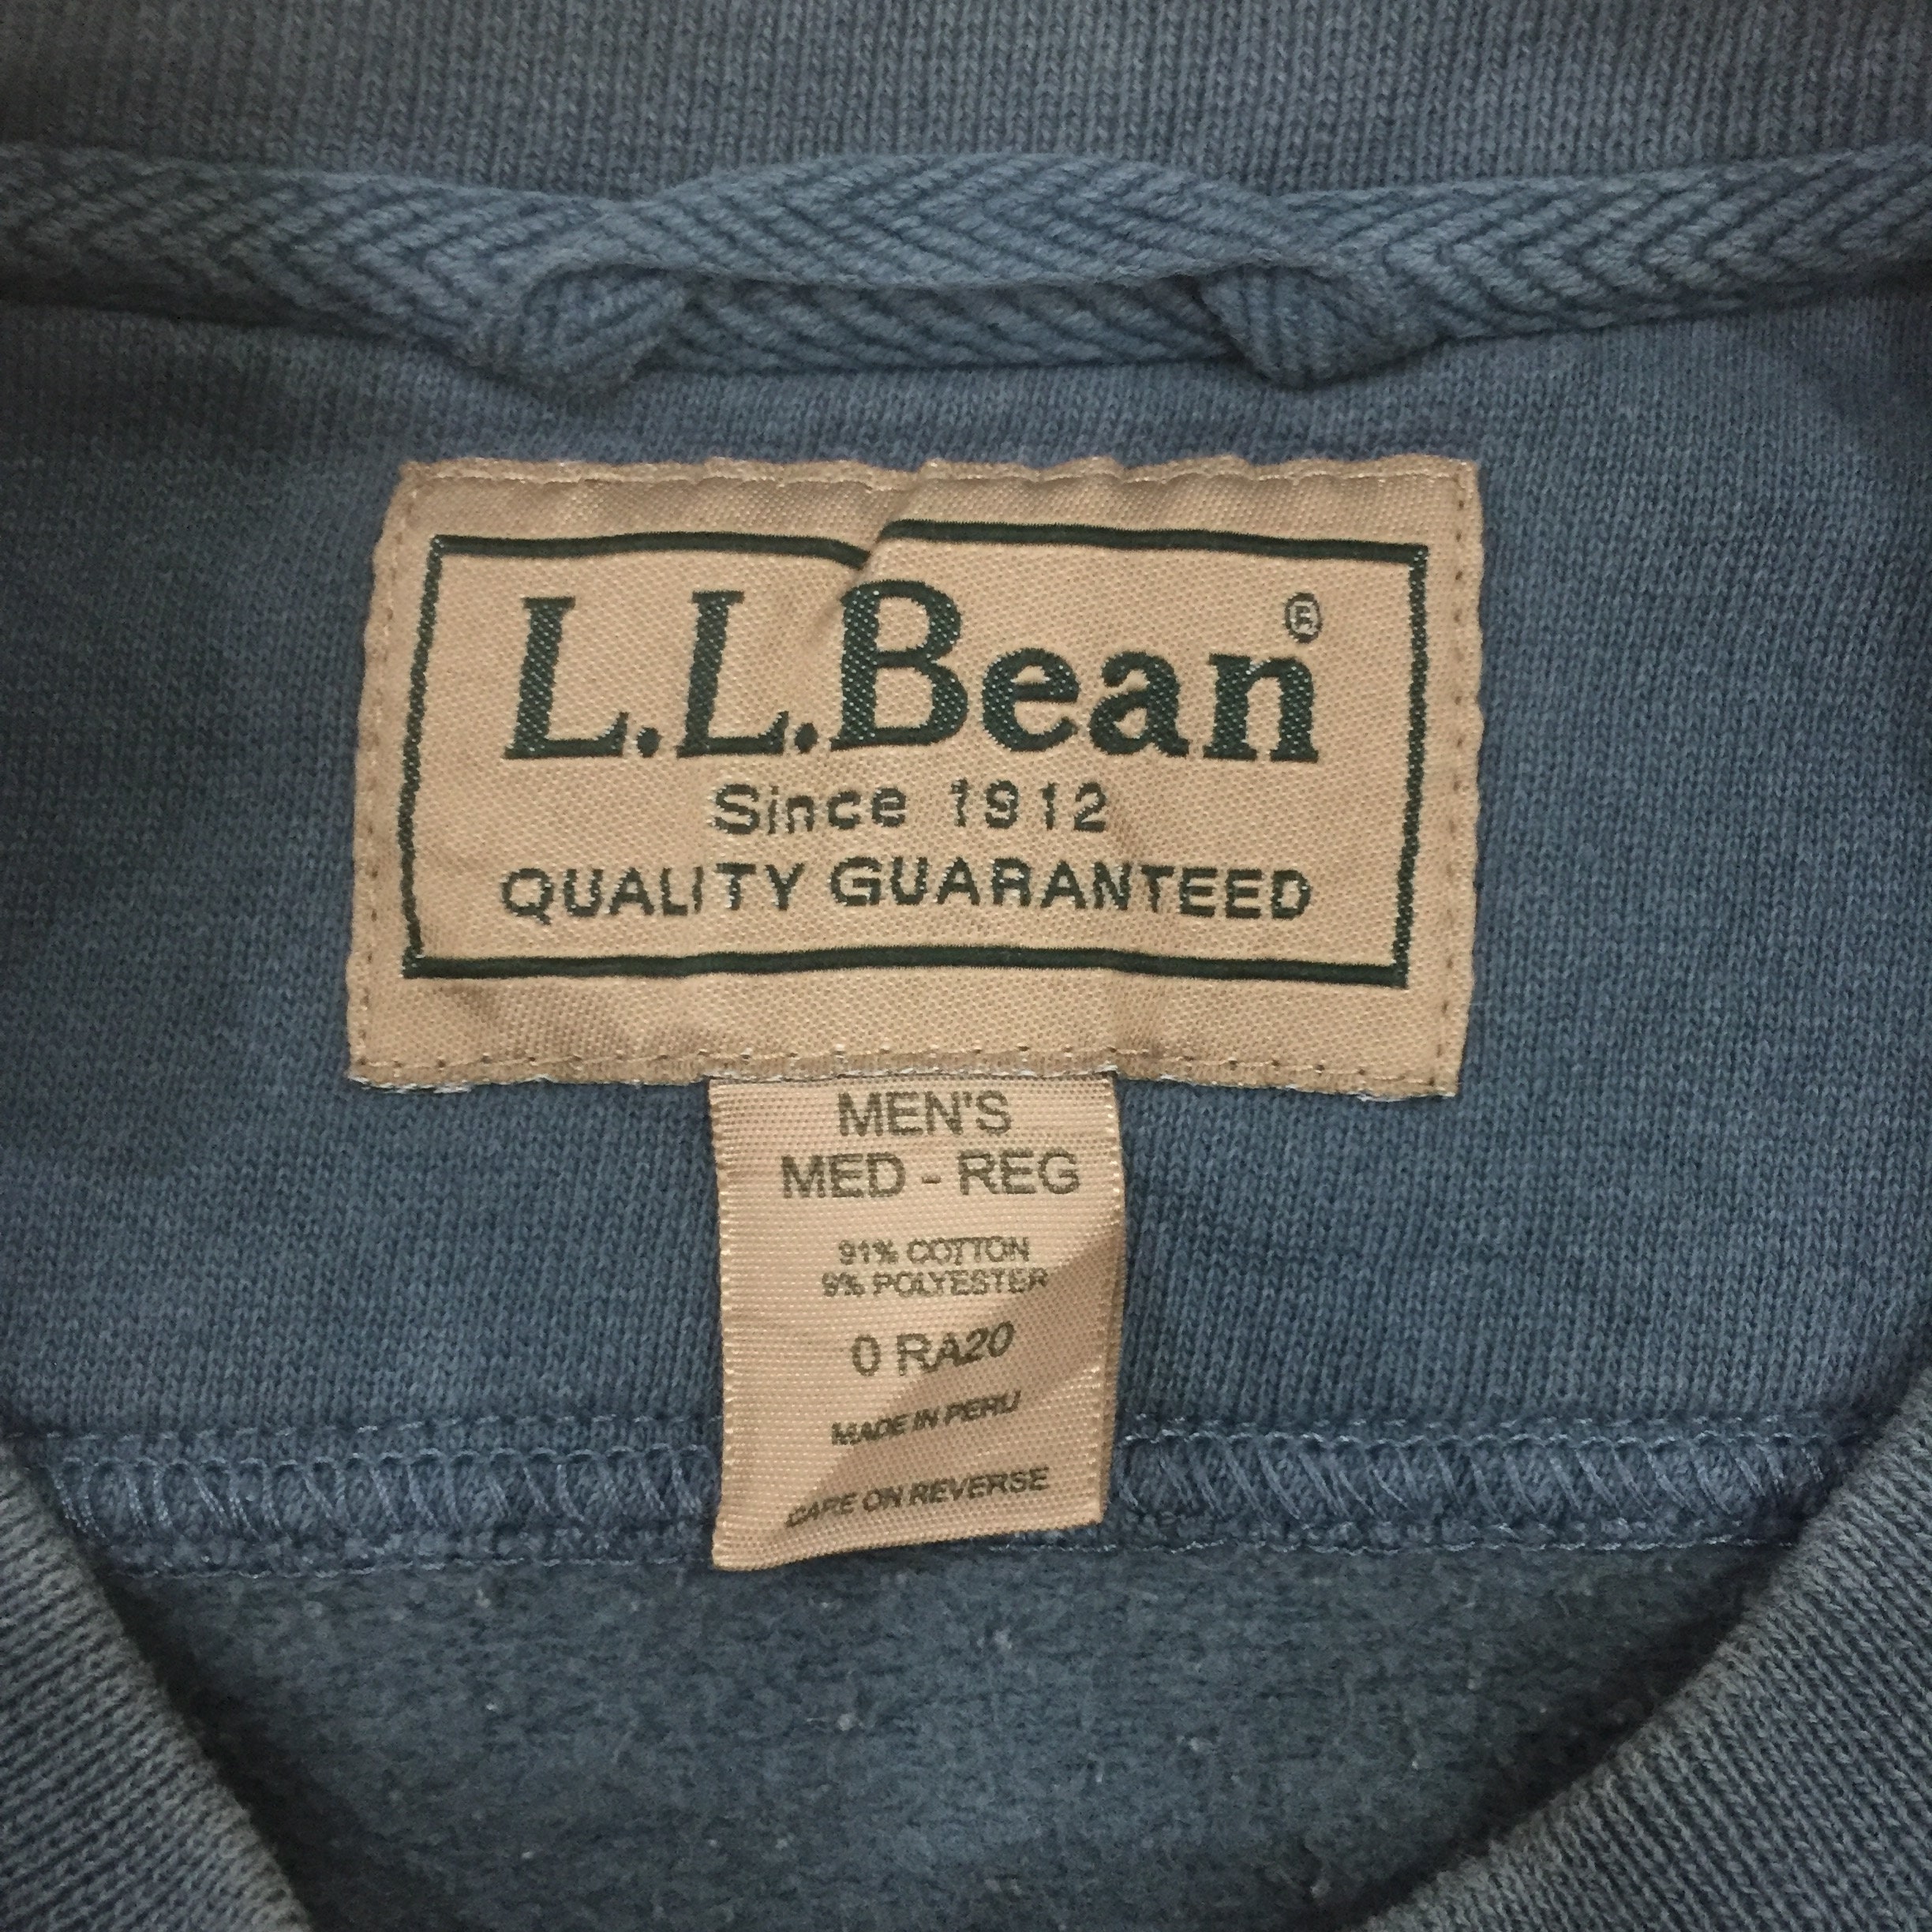 L.L.Bean®
Since 1912
QUALITY GUARANTEED
MEN'S
MED - REG
91% COTTON
9% POLYESTER
0 RA20
MADE IN PERU
CARE ON REVERSE